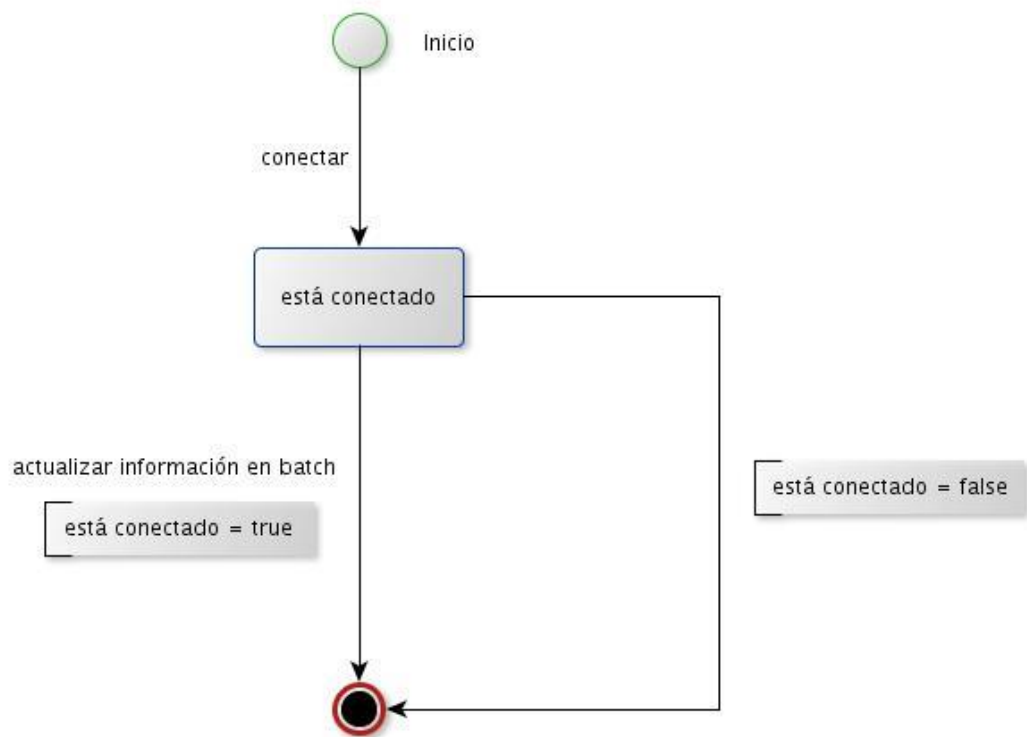 Inicio
conectar
está conectado
actualizar información en batch
está conectado = true
está conectado = false